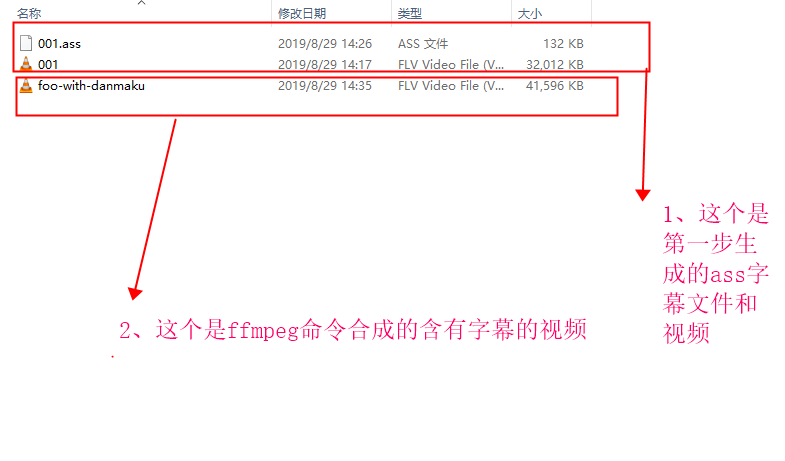 名称 修改日期 类型 大小
001.ass 2019/8/29 14:26 ASS 文件 132 KB
001 2019/8/29 14:17 FLV Video File (V... 32,012 KB
foo-with-danmaku 2019/8/29 14:35 FLV Video File (V... 41,596 KB
1、这个是
第一步生
成的ass字
幕文件和
视频
2、这个是ffmpeg命令合成的含有字幕的视频